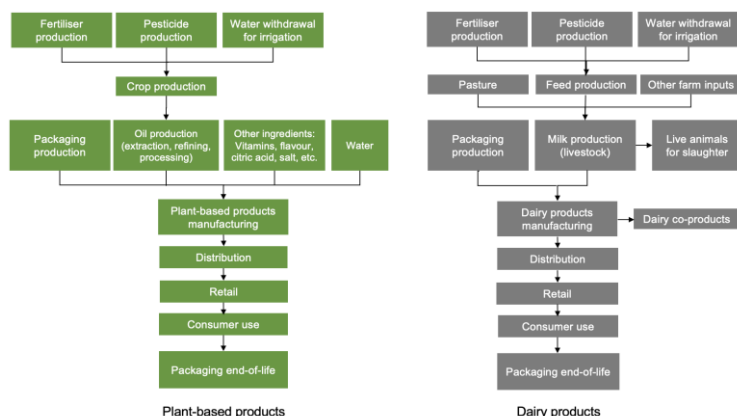 Fertiliser
production
Pesticide
production
Water withdrawal
for irrigation
Crop production
Packaging
production
Oil production
(extraction, refining,
processing)
Other ingredients:
Vitamins, flavour,
citric acid, salt, etc.
Water
Plant-based products
manufacturing
Distribution
Retail
Consumer use
Packaging end-of-life
Plant-based products
Fertiliser
production
Pesticide
production
Water withdrawal
for irrigation
Pasture
Feed production
Other farm inputs
Packaging
production
Milk production
(livestock)
Live animals
for slaughter
Dairy products
manufacturing
Dairy co-products
Distribution
Retail
Consumer use
Packaging end-of-life
Dairy products